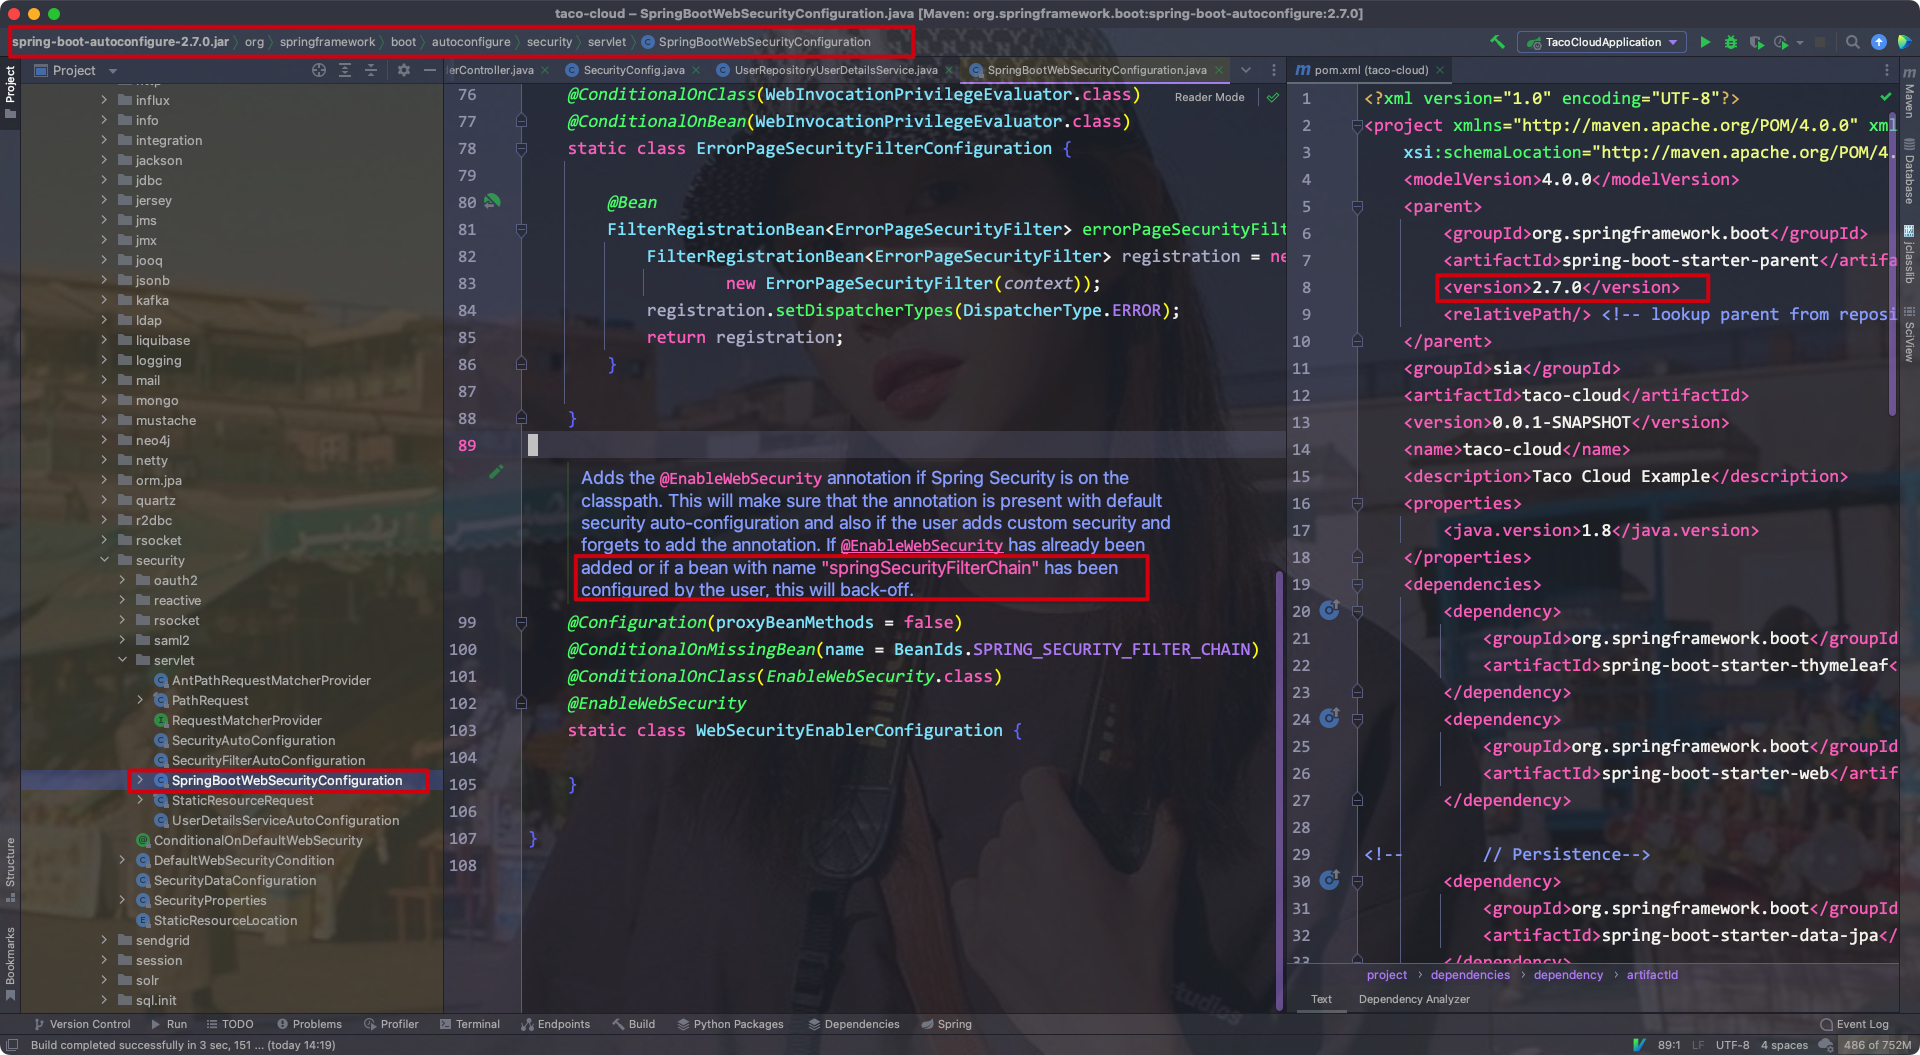 taco-cloud – SpringBootWebSecurityConfiguration.java [Maven: org.springframework.boot:spring-boot-autoconfigure:2.7.0]
spring-boot-autoconfigure-2.7.0.jar org springframework boot autoconfigure security servlet SpringBootWebSecurityConfiguration
TacoCloudApplication
Project
Project
lerController.java SecurityConfig.java UserRepositoryUserDetailsService.java SpringBootWebSecurityConfiguration.java
pom.xml (taco-cloud)
influx
info
integration
jackson
jdbc
jersey
jms
jmx
jooq
jsonb
kafka
ldap
liquibase
logging
mail
mongo
mustache
neo4j
netty
orm.jpa
quartz
r2dbc
rsocket
security
oauth2
reactive
rsocket
saml2
servlet
AntPathRequestMatcherProvider
PathRequest
RequestMatcherProvider
SecurityAutoConfiguration
SecurityFilterAutoConfiguration
SpringBootWebSecurityConfiguration
StaticResourceRequest
UserDetailsServiceAutoConfiguration
ConditionalOnDefaultWebSecurity
DefaultWebSecurityCondition
SecurityDataConfiguration
SecurityProperties
StaticResourceLocation
sendgrid
session
solr
sql.init
Structure
Bookmarks
Reader Mode
76 @ConditionalOnClass(WebInvocationPrivilegeEvaluator.class)
77 @ConditionalOnBean(WebInvocationPrivilegeEvaluator.class)
78 static class ErrorPageSecurityFilterConfiguration {
79
80 @Bean
81 FilterRegistrationBean<ErrorPageSecurityFilter> errorPageSecurityFilt
82 FilterRegistrationBean<ErrorPageSecurityFilter> registration = ne
83 new ErrorPageSecurityFilter(context));
84 registration.setDispatcherTypes(DispatcherType.ERROR);
85 return registration;
86 }
87
88 }
89
Adds the @EnableWebSecurity annotation if Spring Security is on the
classpath. This will make sure that the annotation is present with default
security auto-configuration and also if the user adds custom security and
forgets to add the annotation. If @EnableWebSecurity has already been
added or if a bean with name "springSecurityFilterChain" has been
configured by the user, this will back-off.
99 @Configuration(proxyBeanMethods = false)
100 @ConditionalOnMissingBean(name = BeanIds.SPRING_SECURITY_FILTER_CHAIN)
101 @ConditionalOnClass(EnableWebSecurity.class)
102 @EnableWebSecurity
103 static class WebSecurityEnablerConfiguration {
104
105 }
106
107 }
108
1 <?xml version="1.0" encoding="UTF-8"?>
2 <project xmlns="http://maven.apache.org/POM/4.0.0" xml
3 xsi:schemaLocation="http://maven.apache.org/POM/4.
4 <modelVersion>4.0.0</modelVersion>
5 <parent>
6 <groupId>org.springframework.boot</groupId>
7 <artifactId>spring-boot-starter-parent</artifa
8 <version>2.7.0</version>
9 <relativePath/> <!-- lookup parent from reposi
10 </parent>
11 <groupId>sia</groupId>
12 <artifactId>taco-cloud</artifactId>
13 <version>0.0.1-SNAPSHOT</version>
14 <name>taco-cloud</name>
15 <description>Taco Cloud Example</description>
16 <properties>
17 <java.version>1.8</java.version>
18 </properties>
19 <dependencies>
20 <dependency>
21 <groupId>org.springframework.boot</groupId
22 <artifactId>spring-boot-starter-thymeleaf<
23 </dependency>
24 <dependency>
25 <groupId>org.springframework.boot</groupId
26 <artifactId>spring-boot-starter-web</artif
27 </dependency>
28
29 <!-- // Persistence-->
30 <dependency>
31 <groupId>org.springframework.boot</groupId
32 <artifactId>spring-boot-starter-data-jpa</
33 </dependency>
project dependencies dependency artifactId
Text Dependency Analyzer
Maven
Database
jclasslib
SciView
Version Control Run TODO Problems Profiler Terminal Endpoints Build Python Packages Dependencies Spring Event Log
Build completed successfully in 3 sec, 151 ... (today 14:19) 89:1 LF UTF-8 4 spaces 486 of 752M